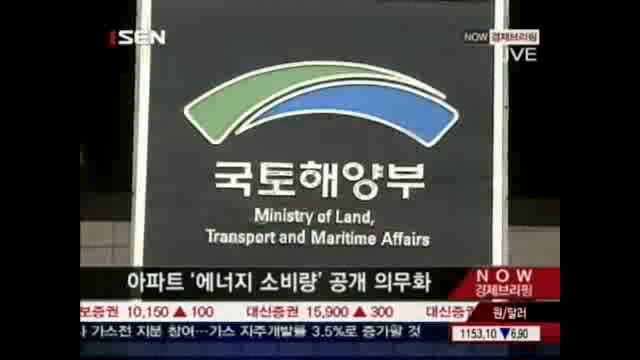 SEN
NOW 경제브리핑
LIVE
국토해양부
Ministry of Land,
Transport and Maritime Affairs
아파트 '에너지 소비량' 공개 의무화
NOW
경제브리핑
보증권 10,150 ▲ 100 대신증권 15,900 ▲ 300 대신증
원/달러
가스전 지분 참여…가스 자주개발률 3.5%로 증가할 것
1153,10 ▼6,90